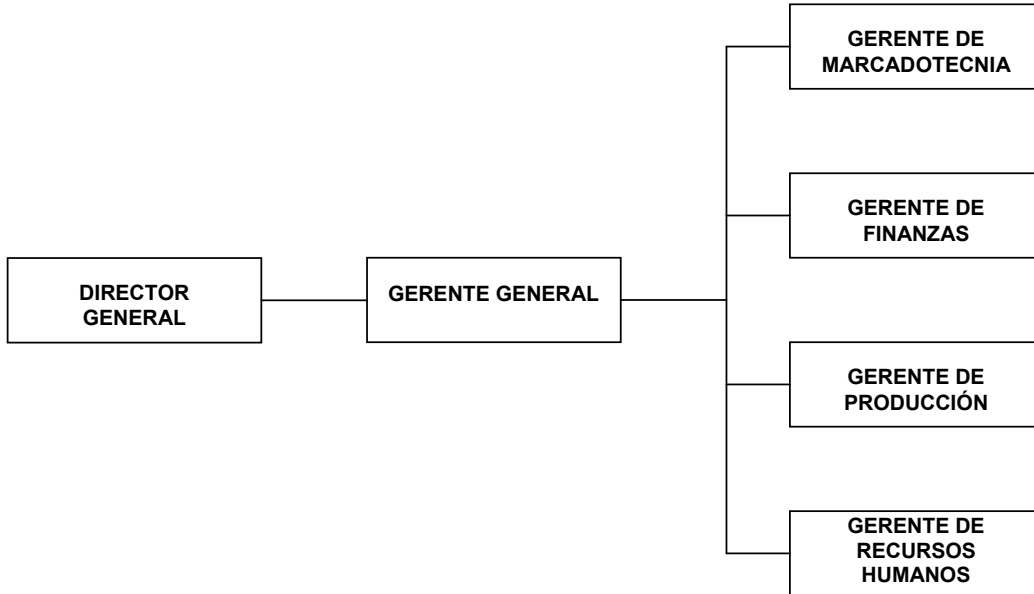 GERENTE DE
MARCADOTECNIA
GERENTE DE
FINANZAS
DIRECTOR
GENERAL
GERENTE GENERAL
GERENTE DE
PRODUCCIÓN
GERENTE DE
RECURSOS
HUMANOS